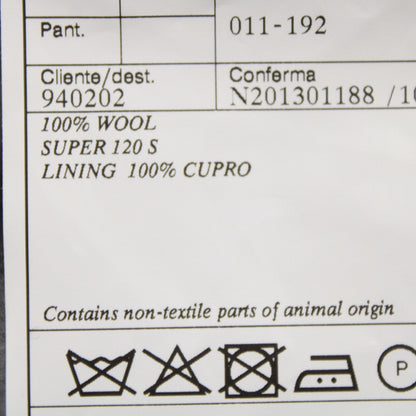 Pant.
011-192
Cliente/dest.
Conferma
940202
N201301188 /10
100% WOOL
SUPER 120 S
LINING 100% CUPRO
Contains non-textile parts of animal origin
P